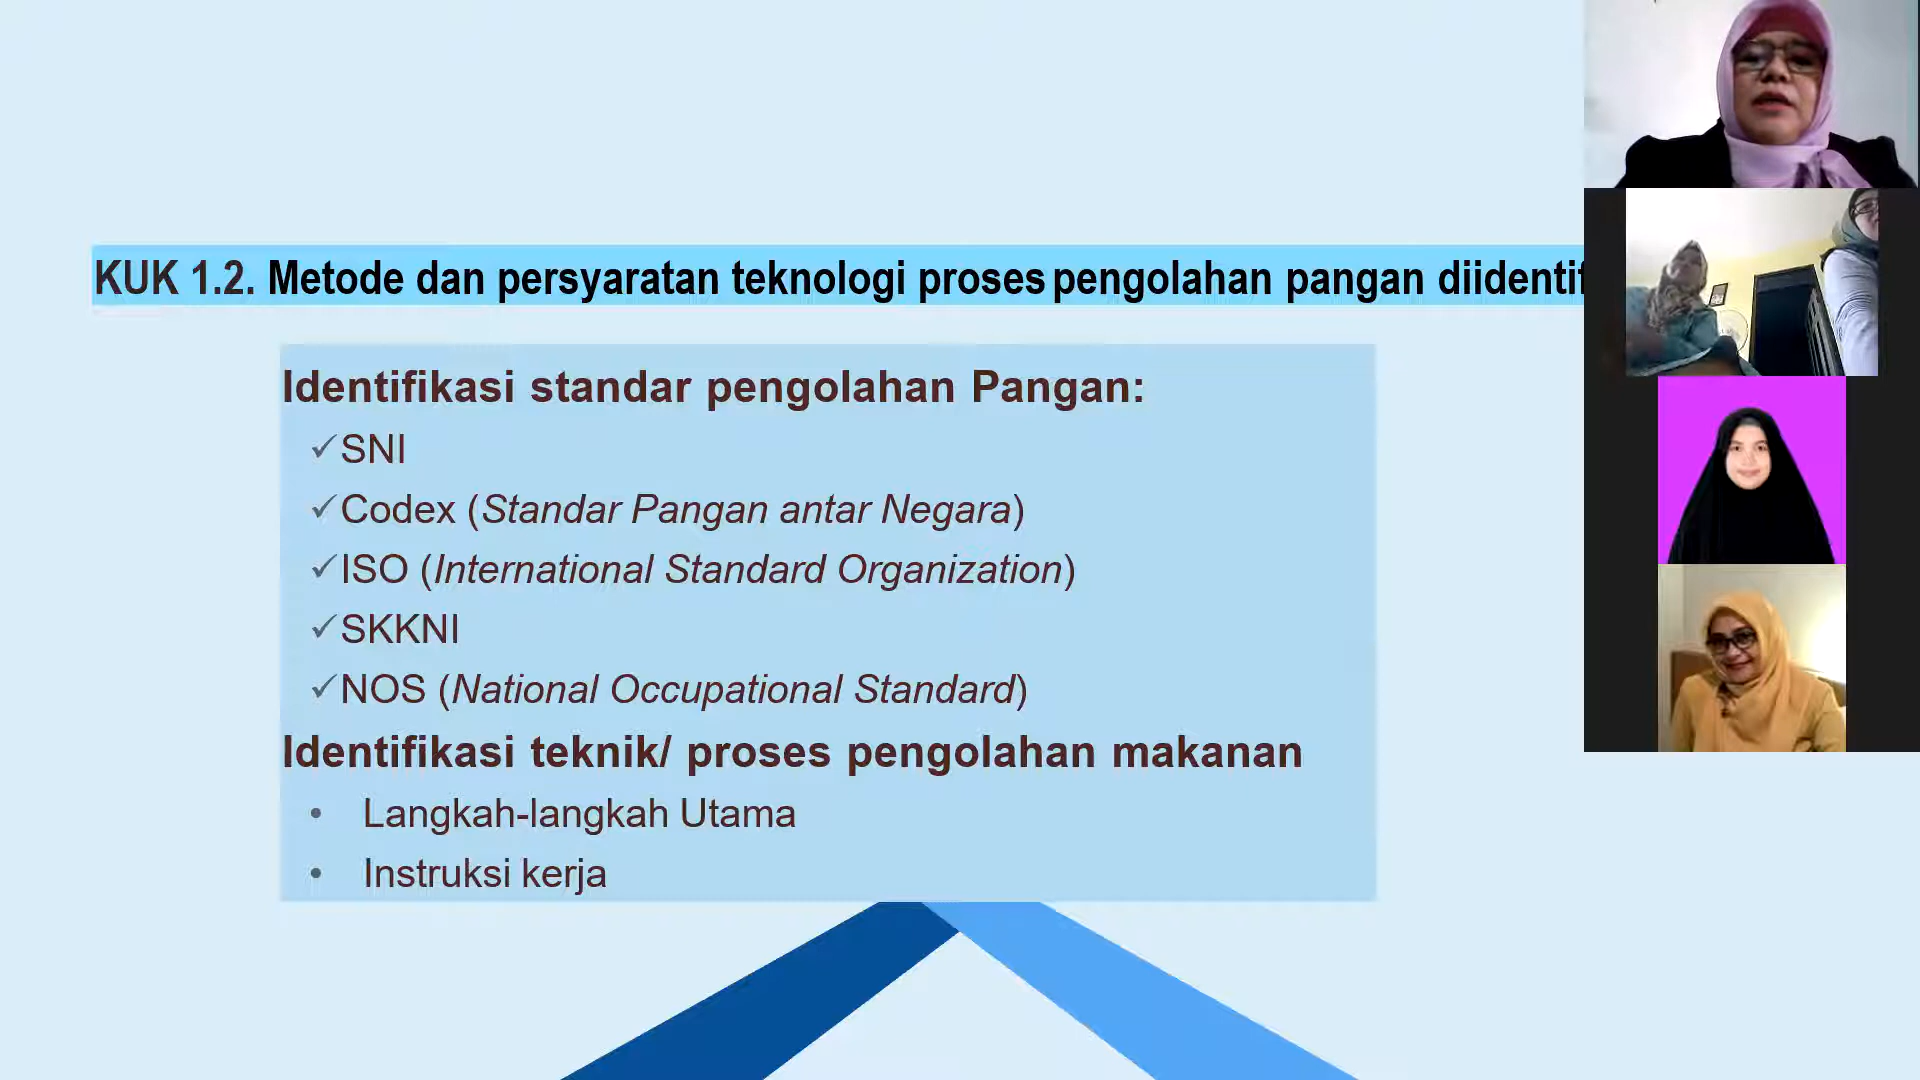 KUK 1.2. Metode dan persyaratan teknologi proses pengolahan pangan
Identifikasi standar pengolahan Pangan:
✓SNI
✓Codex (Standar Pangan antar Negara)
✓ISO (International Standard Organization)
✓SKKNI
✓NOS (National Occupational Standard)
Identifikasi teknik/ proses pengolahan makanan
• Langkah-langkah Utama
• Instruksi kerja